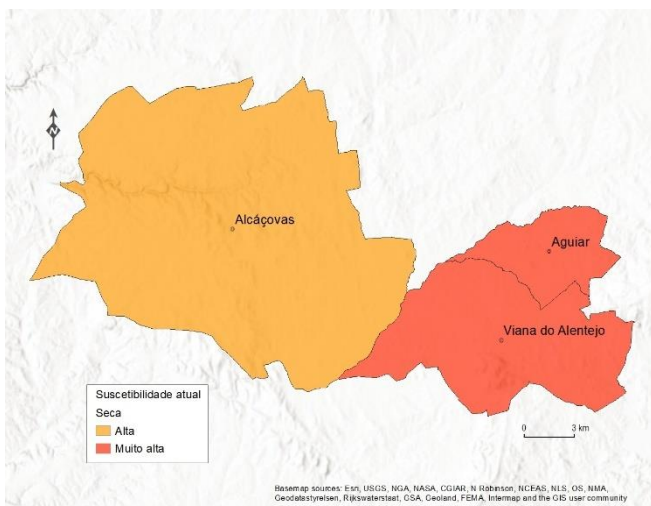 N
Alcáçovas
Aguiar
Viana do Alentejo
Suscetibilidade atual
Seca
Alta
Muito alta
0 3 km
Basemap sources: Esri, USGS, NGA, NASA, CGIAR, N Robinson, NCEAS, NLS, OS, NMA,
Geodatastyrelsen, Rijkswaterstaat, GSA, Geoland, FEMA, Intermap and the GIS user community